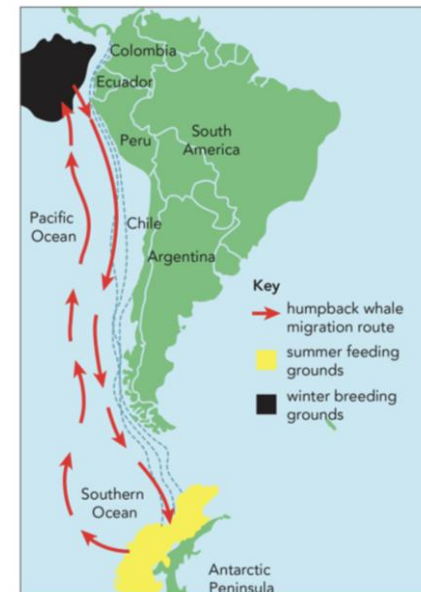 Colombia
Ecuador
Peru
South
America
Pacific
Ocean
Chile
Argentina
Key
humpback whale
migration route
summer feeding
grounds
winter breeding
grounds
Southern
Ocean
Antarctic
Peninsula